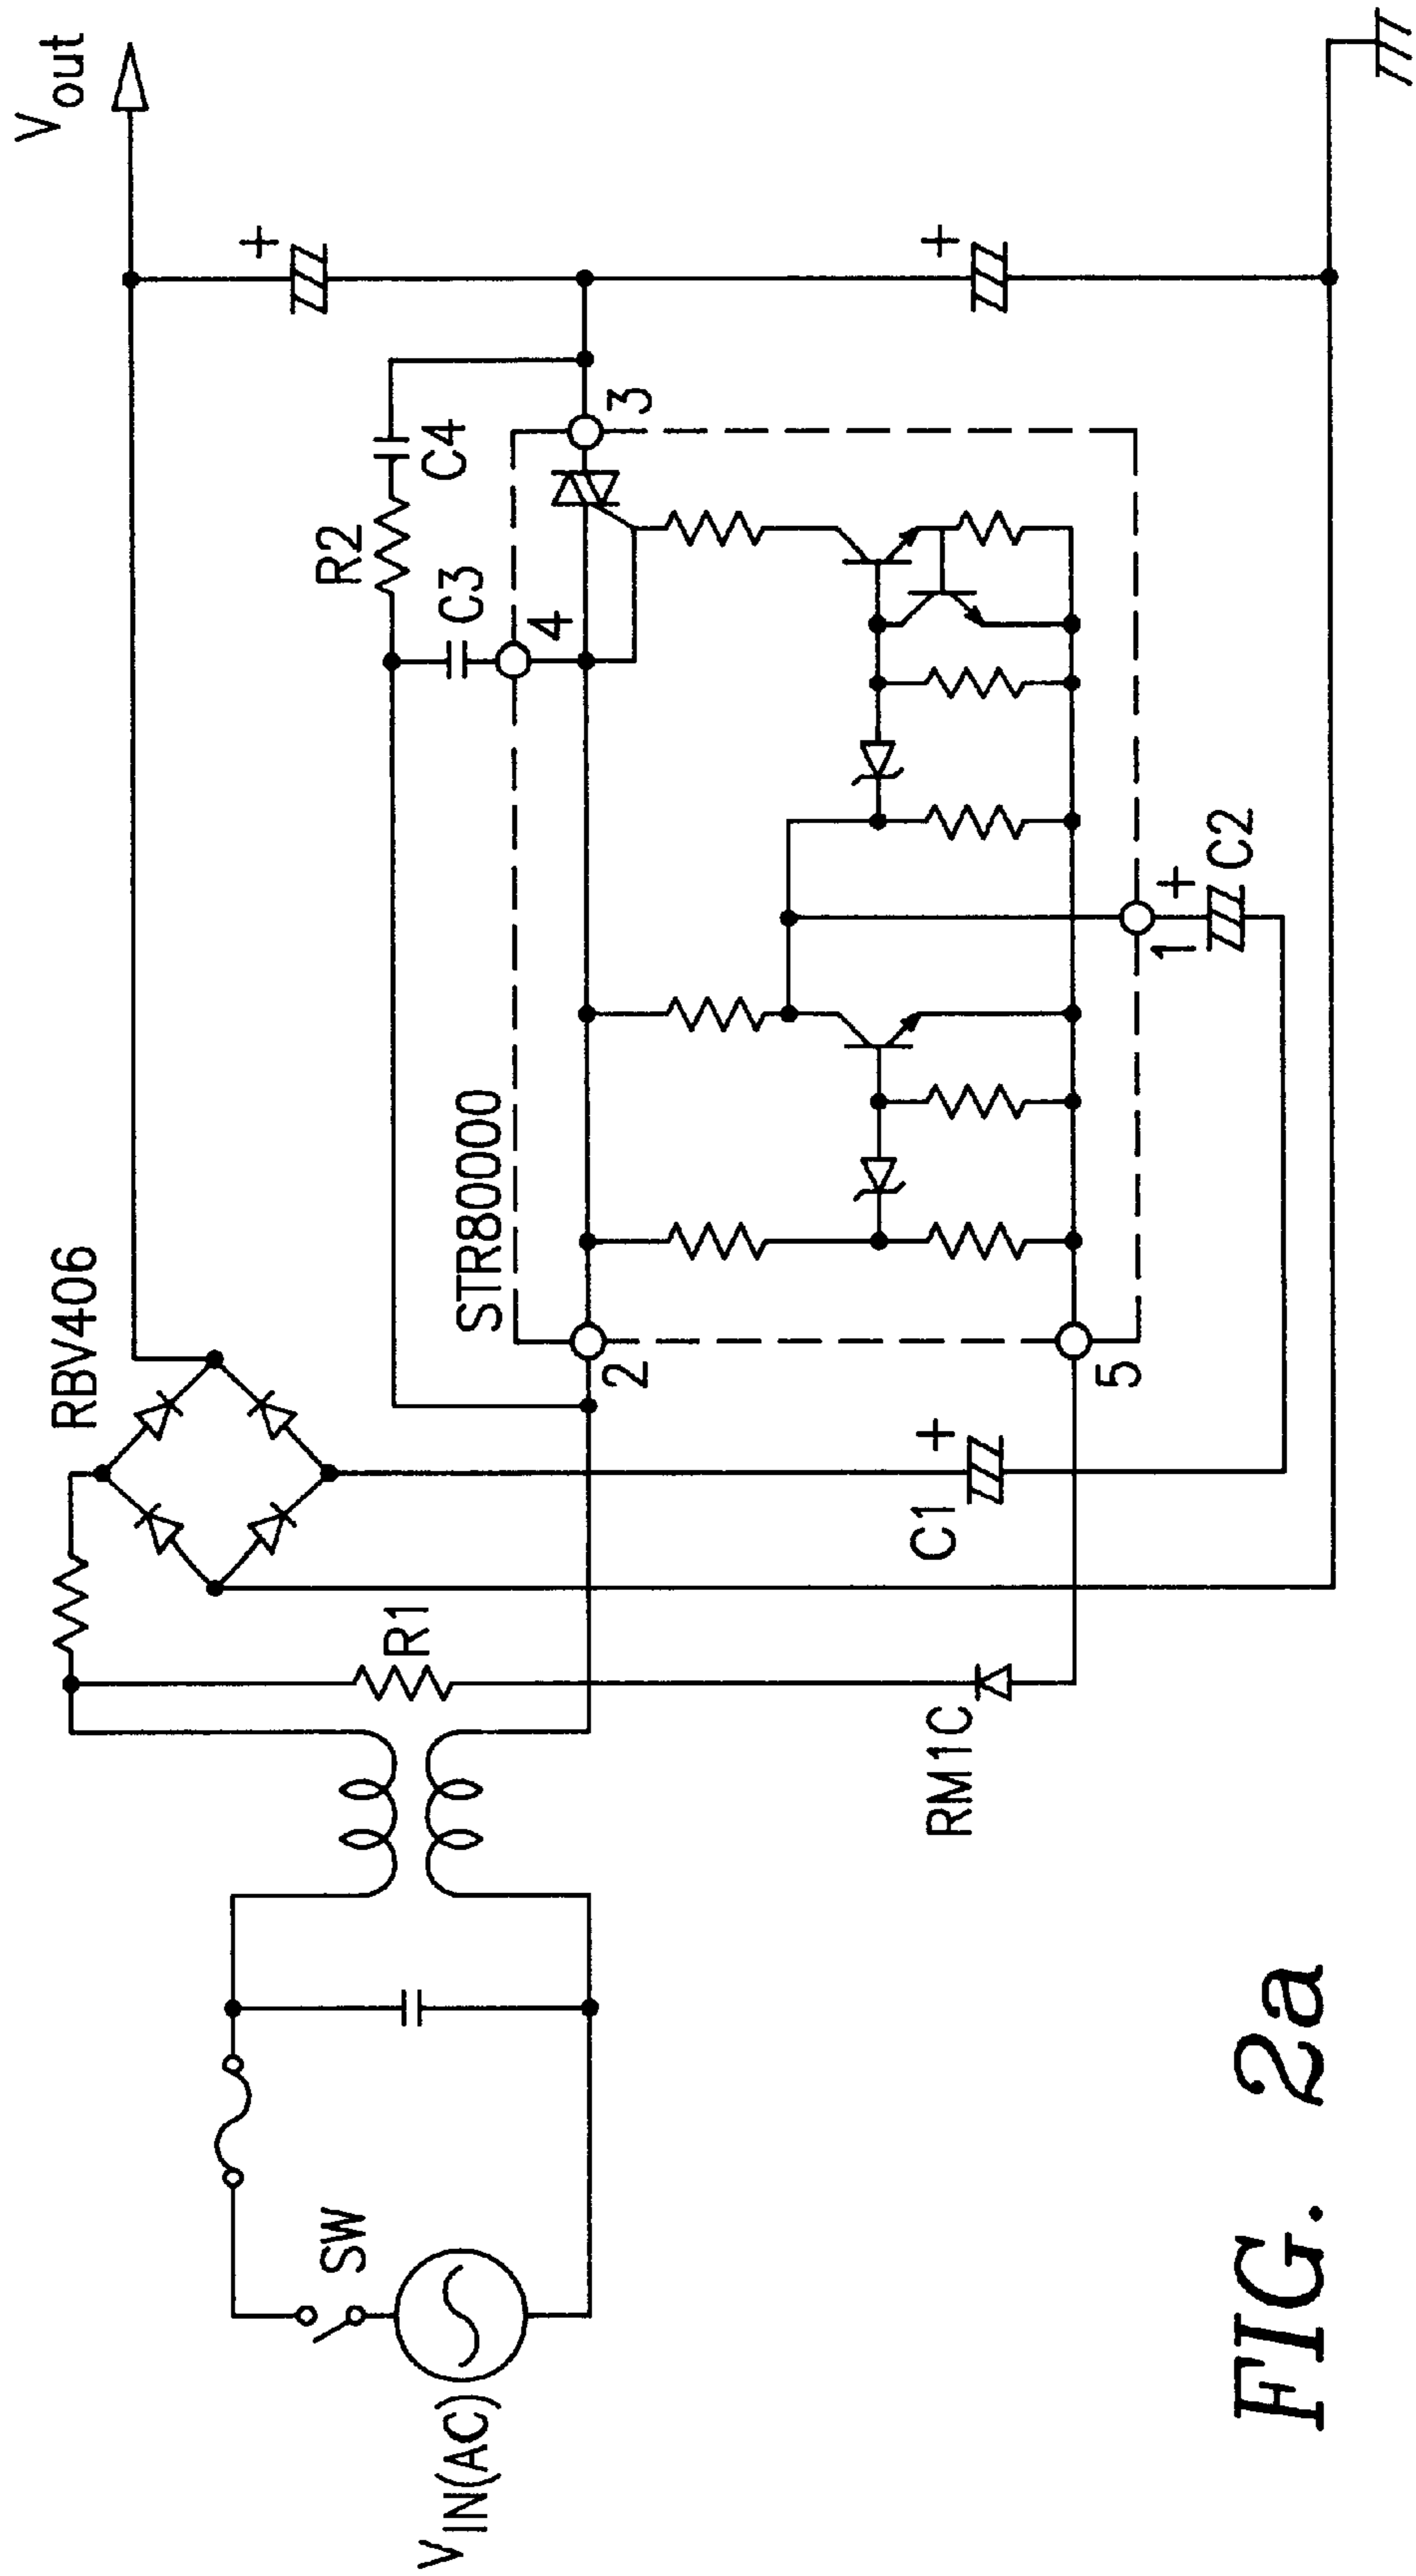 V out
RBV406
R2
C4
C3
3
4
STR80000
2
5
1
+
+
+
C2
+
C1
R1
RM1C
SW
VIN(AC)
FIG. 2a